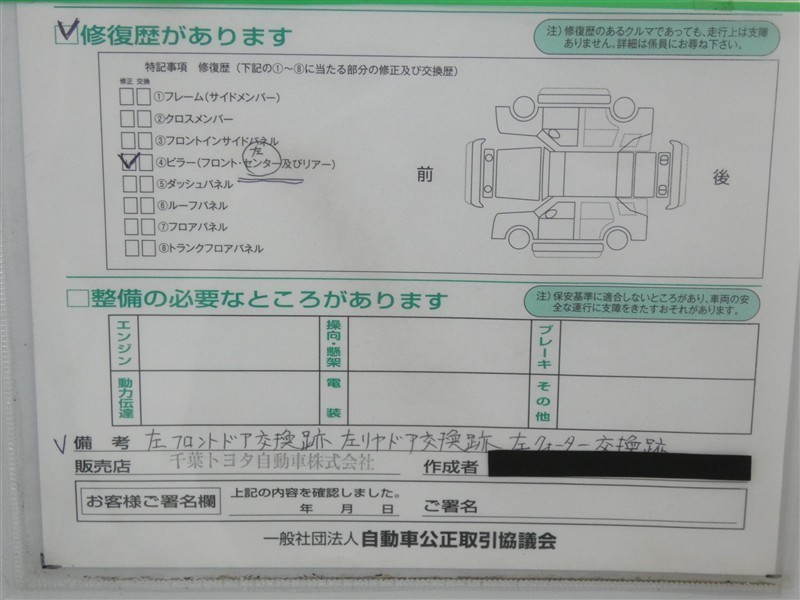 修復歴があります
注）修復歴のあるクルマであっても、走行上は支障ありません。詳細は係員にお尋ね下さい。
特記事項 修復歴（下記の①～⑧に当たる部分の修正及び交換歴）
修正 交換
①フレーム（サイドメンバー）
②クロスメンバー
③フロントインサイドパネル
左
④ピラー（フロント・センター及びリアー）
⑤ダッシュパネル
⑥ルーフパネル
⑦フロアパネル
⑧トランクフロアパネル
前
後
整備の必要なところがあります
注）保安基準に適合しないところがあり、車両の安全な運行に支障をきたすおそれがあります。
エンジン
操向・懸架
ブレーキ
動力伝達
電装
その他
備考 左フロントドア交換跡 左リヤドア交換跡 左クォーター交換跡
販売店 千葉トヨタ自動車株式会社 作成者
お客様ご署名欄
上記の内容を確認しました。
年 月 日
ご署名
一般社団法人 自動車公正取引協議会